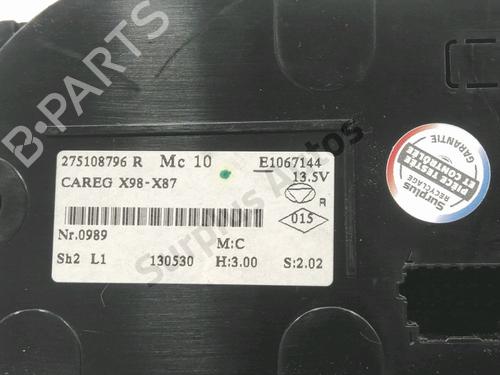 B-PARTS
275108796 R Mc 10 E1067144
CAREG X98-X87 13.5V
R
015
Nr.0989
M:C
Sh2 L1 130530 H:3.00 S:2.02
Surplus Autos
GARANTIE
PIECE TESTEE
ET CONTROLEE
Surplus
RECYCLAGE